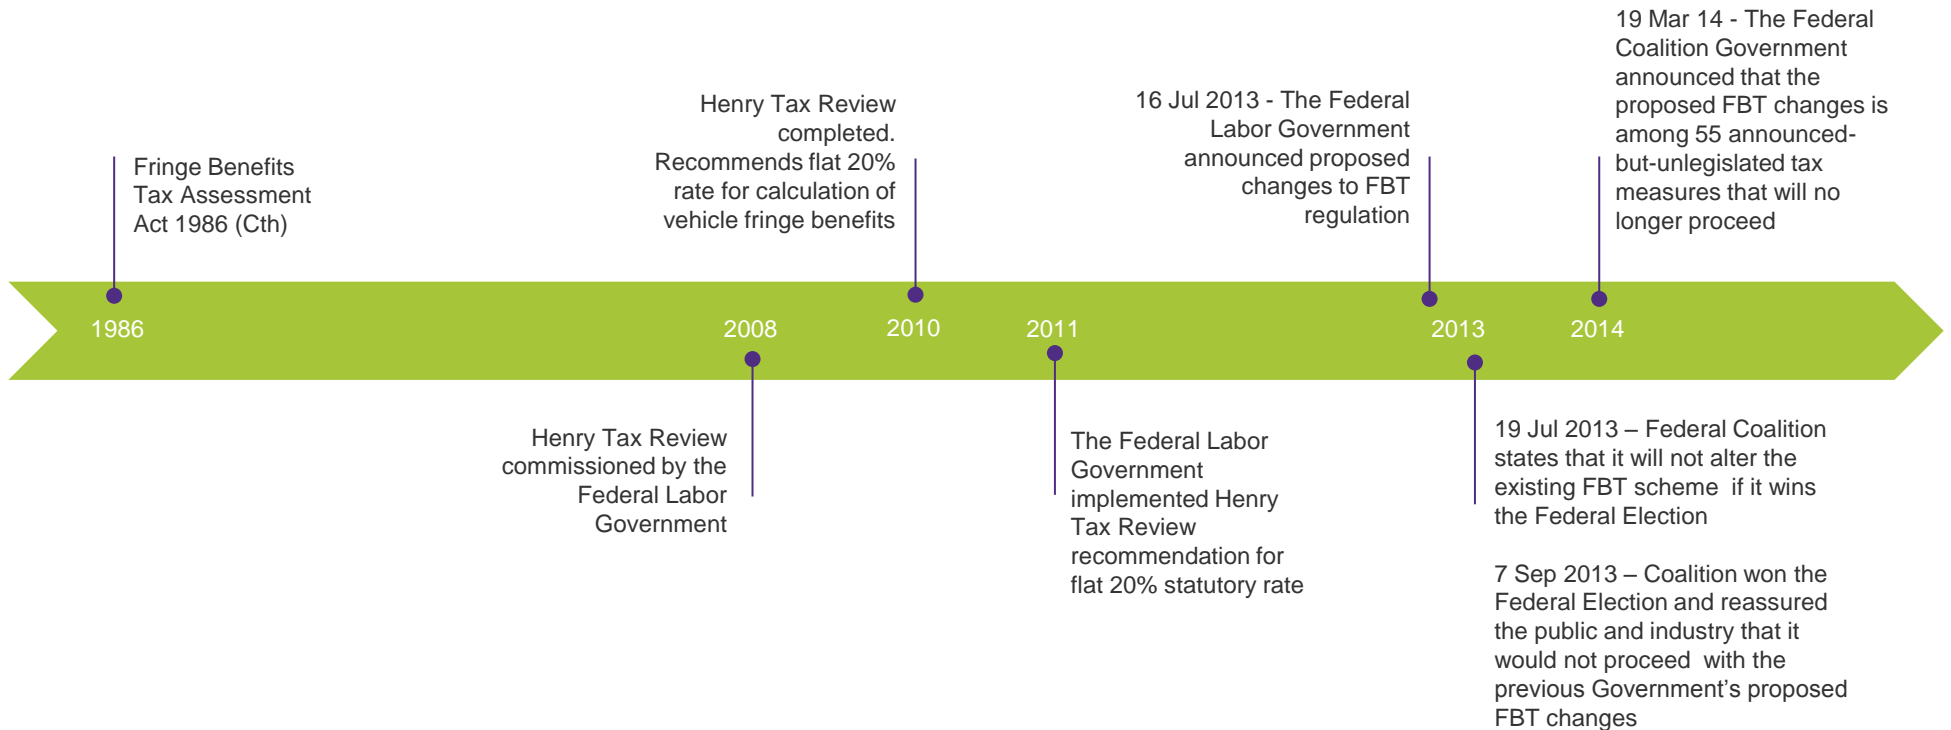 Fringe Benefits
Tax Assessment
Act 1986 (Cth)
Henry Tax Review
completed.
Recommends flat 20%
rate for calculation of
vehicle fringe benefits
16 Jul 2013 - The Federal
Labor Government
announced proposed
changes to FBT
regulation
19 Mar 14 - The Federal
Coalition Government
announced that the
proposed FBT changes is
among 55 announced-
but-unlegislated tax
measures that will no
longer proceed
1986
2008
2010
2011
2013
2014
Henry Tax Review
commissioned by the
Federal Labor
Government
The Federal Labor
Government
implemented Henry
Tax Review
recommendation for
flat 20% statutory rate
19 Jul 2013 – Federal Coalition
states that it will not alter the
existing FBT scheme  if it wins
the Federal Election
7 Sep 2013 – Coalition won the
Federal Election and reassured
the public and industry that it
would not proceed  with the
previous Government’s proposed
FBT changes